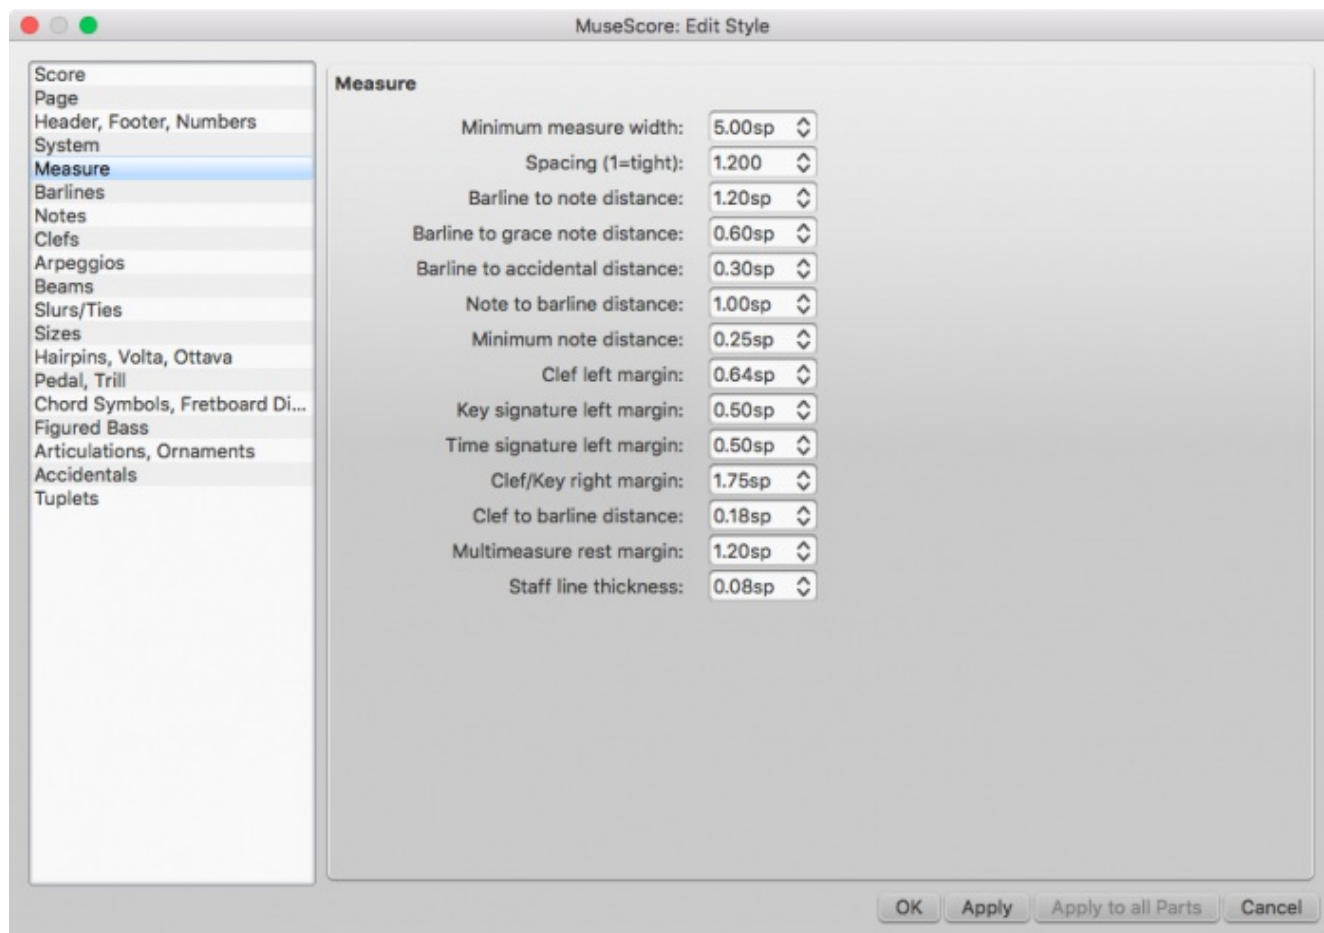 MuseScore: Edit Style
Score
Page
Header, Footer, Numbers
System
Measure
Barlines
Notes
Clefs
Arpeggios
Beams
Slurs/Ties
Sizes
Hairpins, Volta, Ottava
Pedal, Trill
Chord Symbols, Fretboard Di...
Figured Bass
Articulations, Ornaments
Accidentals
Tuplets
Measure
Minimum measure width: 5.00sp
Spacing (1=tight): 1.200
Barline to note distance: 1.20sp
Barline to grace note distance: 0.60sp
Barline to accidental distance: 0.30sp
Note to barline distance: 1.00sp
Minimum note distance: 0.25sp
Clef left margin: 0.64sp
Key signature left margin: 0.50sp
Time signature left margin: 0.50sp
Clef/Key right margin: 1.75sp
Clef to barline distance: 0.18sp
Multimeasure rest margin: 1.20sp
Staff line thickness: 0.08sp
OK Apply Apply to all Parts Cancel